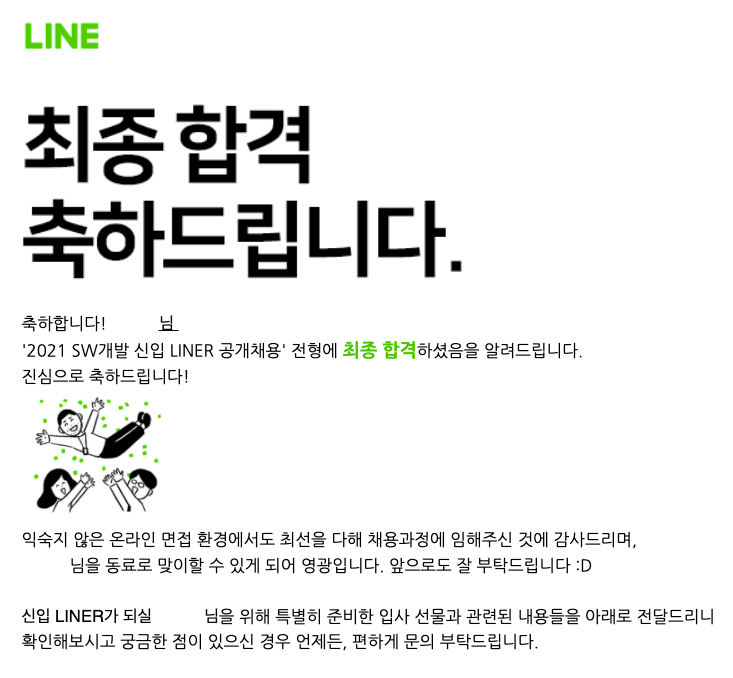 LINE
최종 합격
축하드립니다.
축하합니다! 님
'2021 SW개발 신입 LINER 공개채용' 전형에 최종 합격하셨음을 알려드립니다.
진심으로 축하드립니다!
익숙지 않은 온라인 면접 환경에서도 최선을 다해 채용과정에 임해주신 것에 감사드리며,
님을 동료로 맞이할 수 있게 되어 영광입니다. 앞으로도 잘 부탁드립니다 :D
신입 LINER가 되실 님을 위해 특별히 준비한 입사 선물과 관련된 내용들을 아래로 전달드리니
확인해보시고 궁금한 점이 있으신 경우 언제든, 편하게 문의 부탁드립니다.